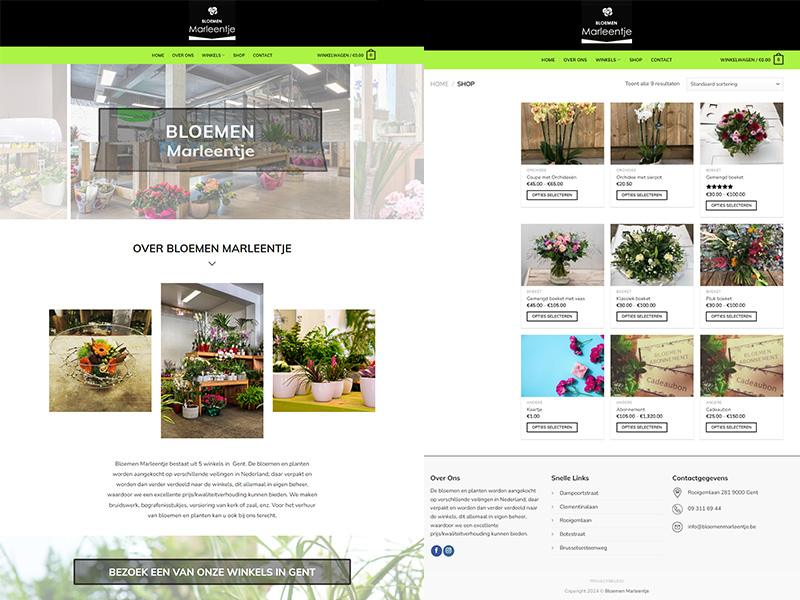 BLOEMEN
Marleentje
HOME OVER ONS WINKELS SHOP CONTACT WINKELWAGEN / €0.00 0
BLOEMEN
Marleentje
OVER BLOEMEN MARLEENTJE
Bloemen Marleentje bestaat uit 5 winkels in Gent. De bloemen en planten
worden aangekocht op verschillende veilingen in Nederland, daar verpakt en
worden dan verder verdeeld naar de winkels, dit allemaal in eigen beheer,
waardoor we een excellente prijs/kwaliteitverhouding kunnen bieden. We maken
bruidswerk, begrafenisstukjes, versiering van kerk of zaal, enz. Voor het verhuur
van bloemen en planten kan u ook bij ons terecht.
BEZOEK EEN VAN ONZE WINKELS IN GENT
BLOEMEN
Marleentje
HOME OVER ONS WINKELS SHOP CONTACT WINKELWAGEN / €0.00 0
HOME / SHOP Toont alle 9 resultaten Standaard sortering
ORCHIDEE
Coupe met Orchideeën
€45.00 - €65.00
OPTIES SELECTEREN
ORCHIDEE
Orchidee met sierpot
€20.50
OPTIES SELECTEREN
BOEKET
Gemengd boeket
€30.00 - €100.00
OPTIES SELECTEREN
BOEKET
Gemengd boeket met vaas
€45.00 - €105.00
OPTIES SELECTEREN
BOEKET
Klassiek boeket
€30.00 - €100.00
OPTIES SELECTEREN
BOEKET
Pluk boeket
€30.00 - €100.00
OPTIES SELECTEREN
ANDERE
Kaartje
€1.00
OPTIES SELECTEREN
BLOEMEN
ABONNEMENT
Cadeaubon
ANDERE
Abonnement
€105.00 - €1,320.00
OPTIES SELECTEREN
BLOEMEN
ABONNEMENT
Cadeaubon
ANDERE
Cadeaubon
€25.00 - €150.00
OPTIES SELECTEREN
Over Ons
De bloemen en planten worden aangekocht
op verschillende veilingen in Nederland, daar
verpakt en worden dan verder verdeeld naar
de winkels, dit allemaal in eigen beheer,
waardoor we een excellente
prijs/kwaliteitverhouding kunnen bieden.
Snelle Links
Dampoortstraat
Clementinalaan
Rooigemlaan
Botestraat
Brusselsesteenweg
Contactgegevens
Rooigemlaan 281 9000 Gent
09 311 69 44
info@bloemenmarleentje.be
PRIVACYBELEID
Copyright 2024 © Bloemen Marleentje